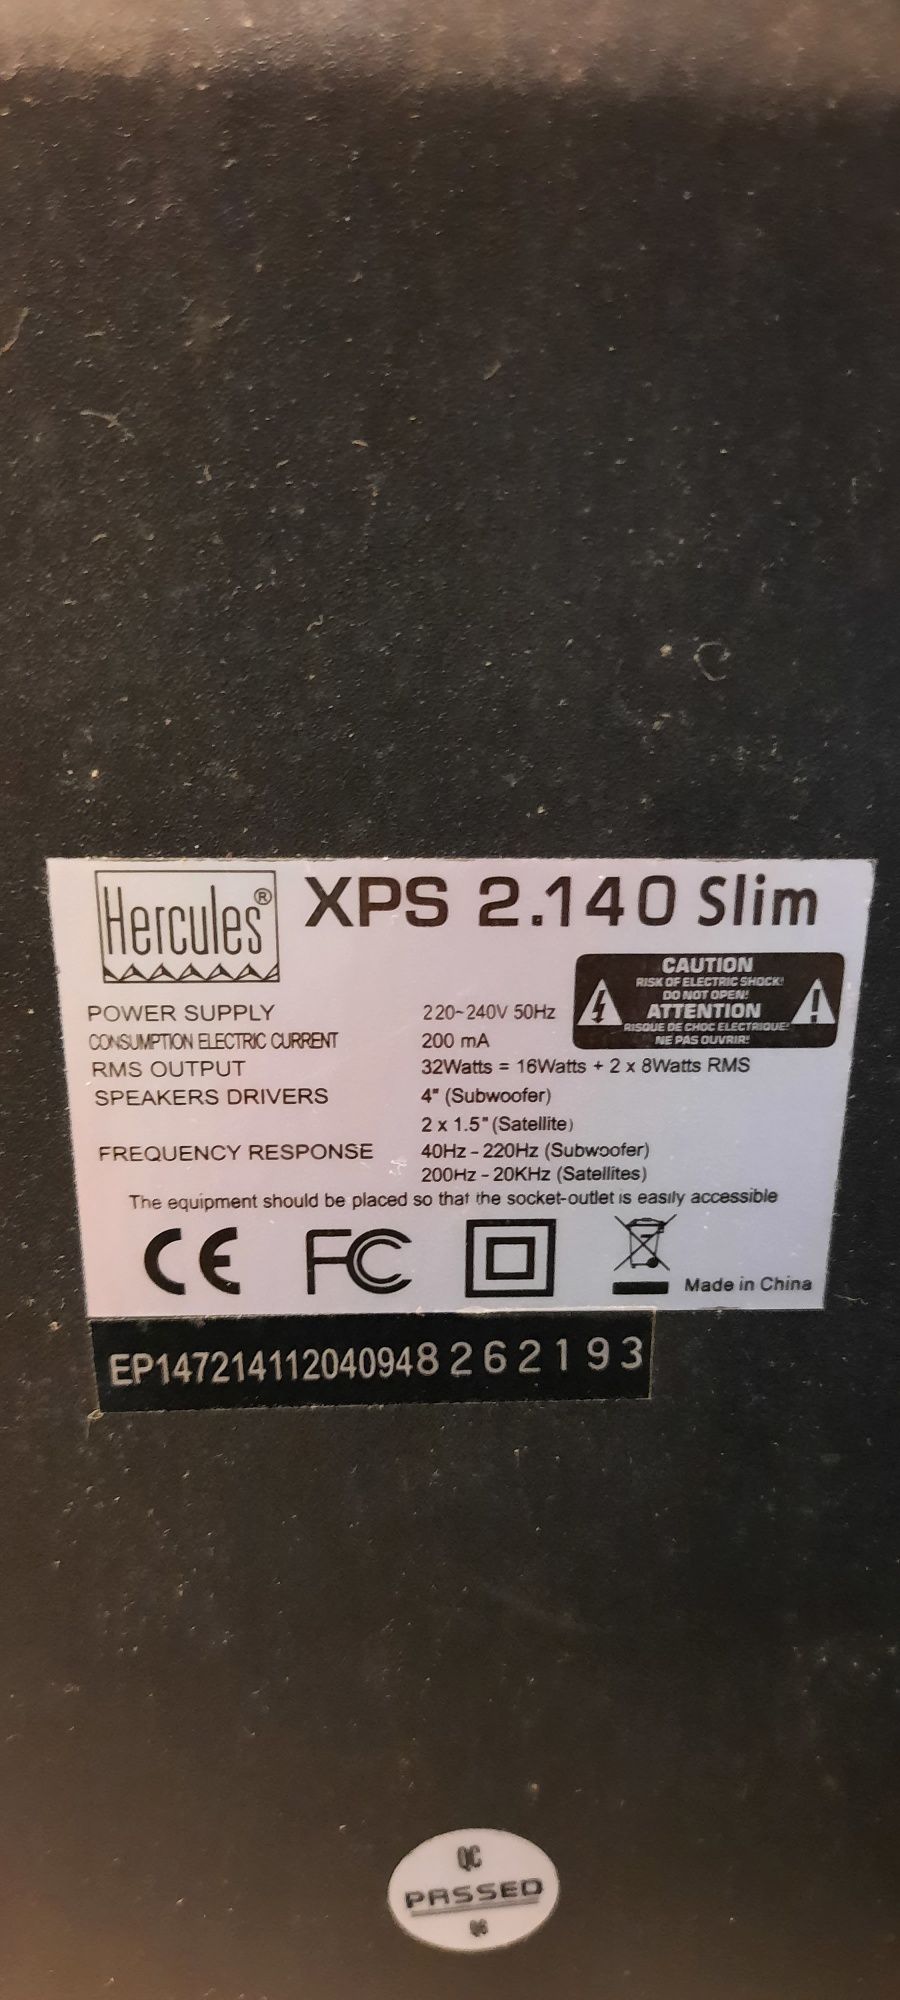 Hercules® XPS 2.140 Slim
CAUTION
RISK OF ELECTRIC SHOCK!
DO NOT OPEN!
ATTENTION
RISQUE DE CHOC ELECTRIQUE!
NE PAS OUVRIR!
POWER SUPPLY 220~240V 50Hz
CONSUMPTION ELECTRIC CURRENT 200 mA
RMS OUTPUT 32Watts = 16Watts + 2 x 8Watts RMS
SPEAKERS DRIVERS 4" (Subwoofer)
2 x 1.5" (Satellite)
FREQUENCY RESPONSE 40Hz - 220Hz (Subwoofer)
200Hz - 20KHz (Satellites)
The equipment should be placed so that the socket-outlet is easily accessible
CE FC Made in China
EP147214112040948262193
QC
PASSED